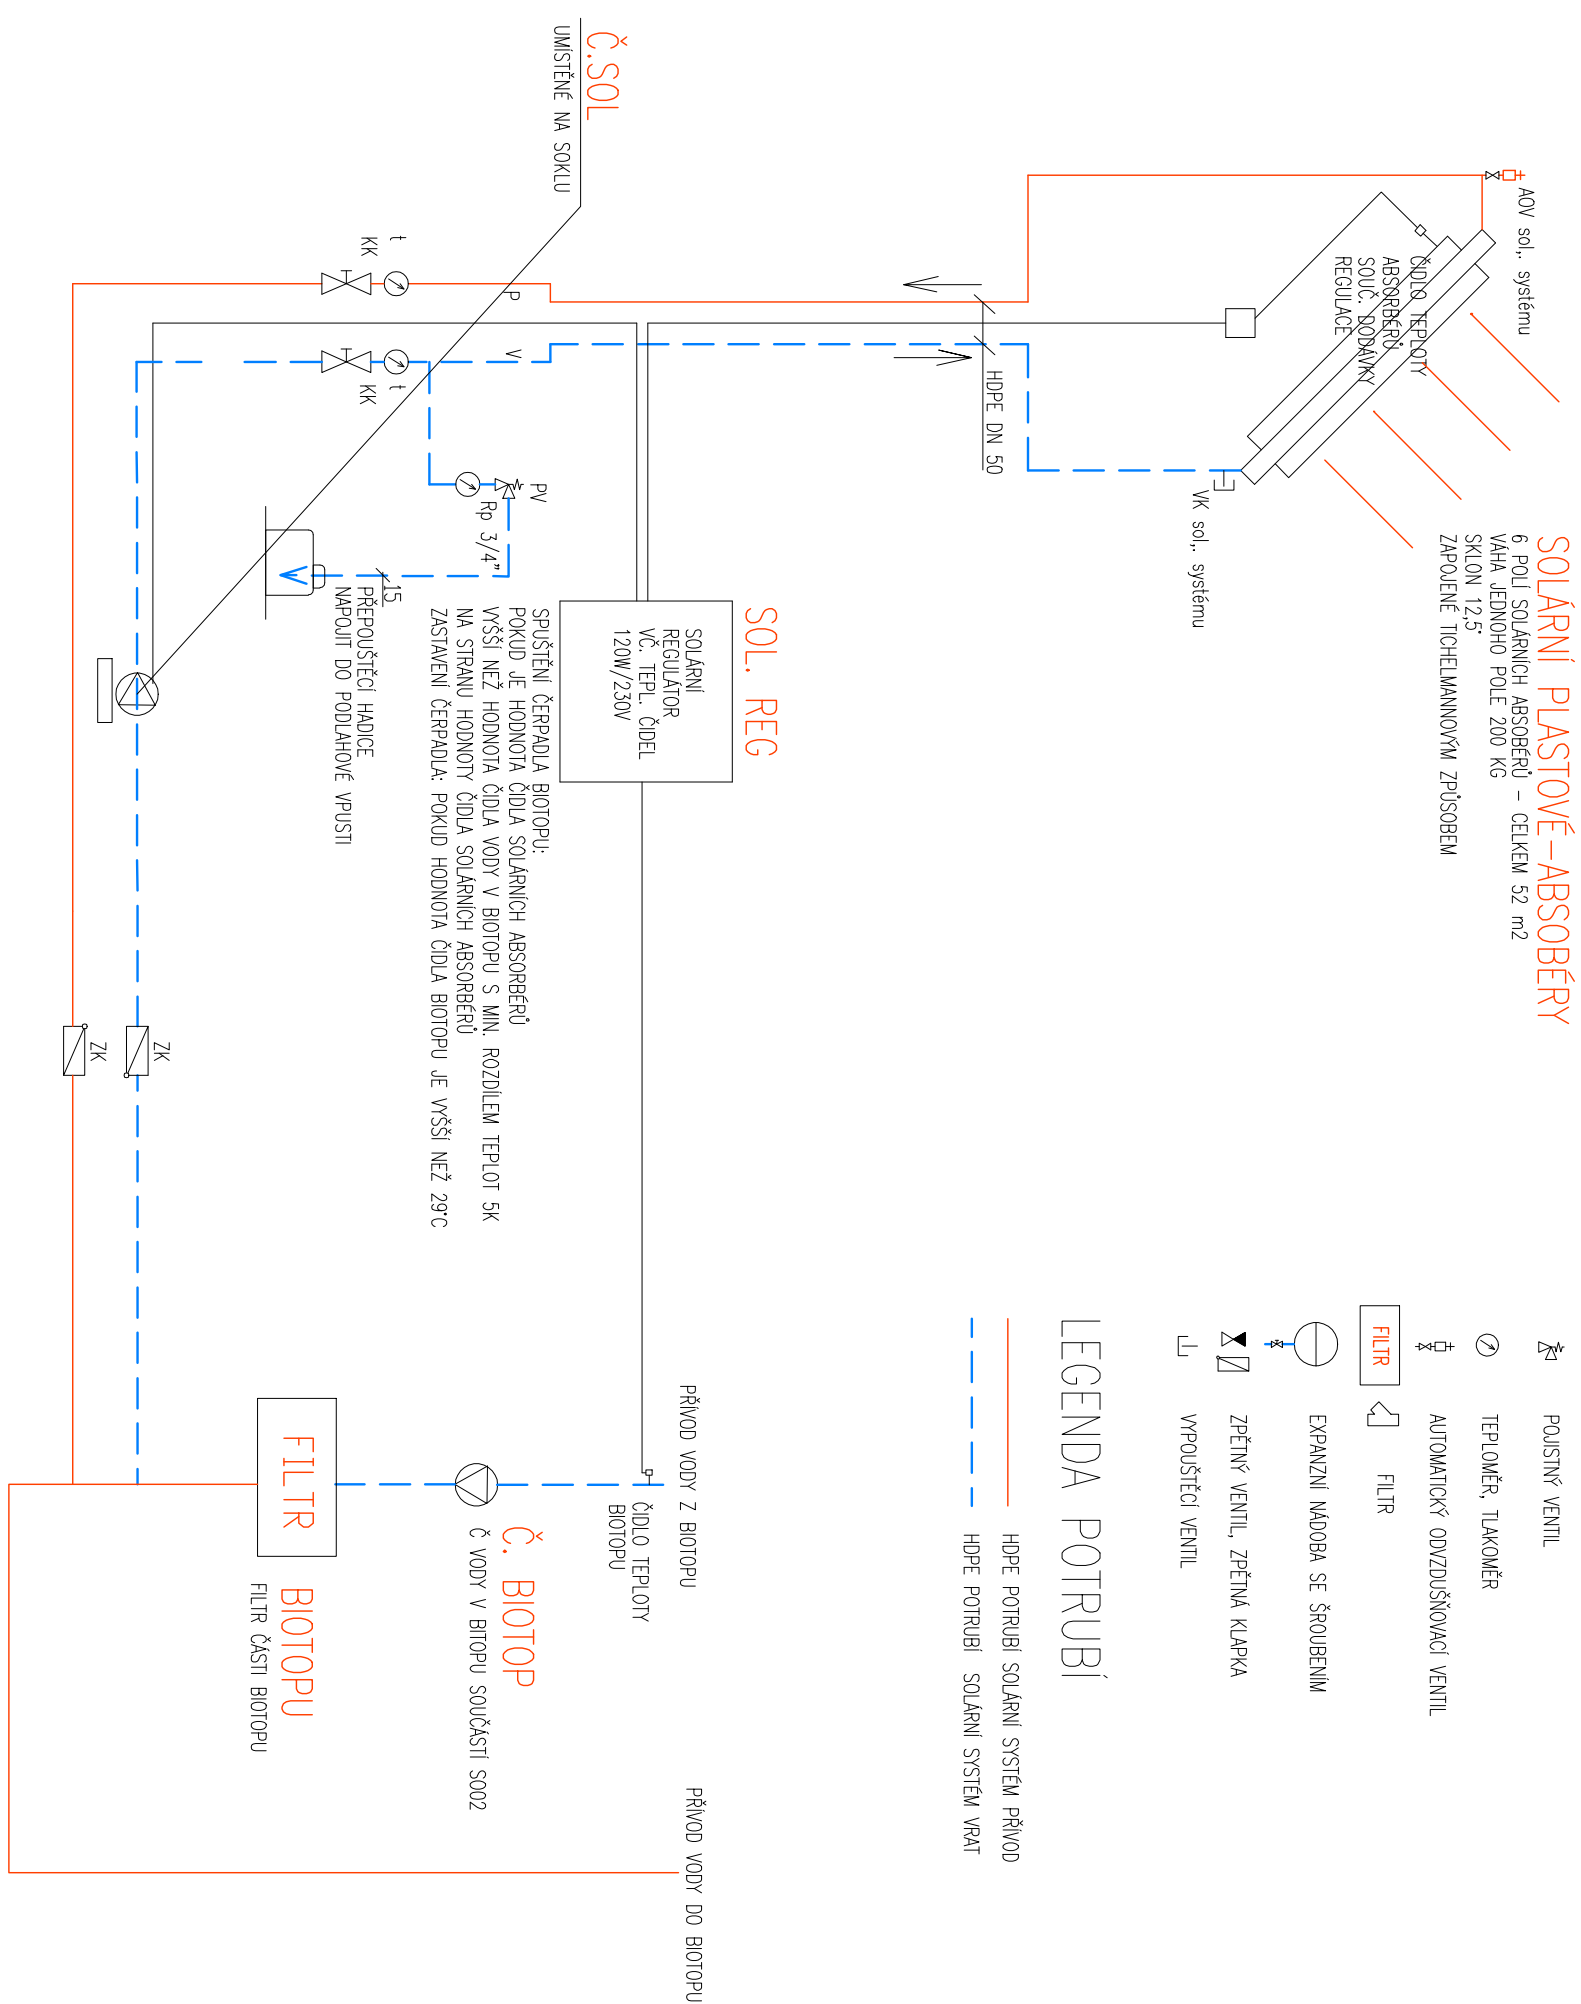 SOLÁRNÍ PLASTOVÉ-ABSOBÉRY
6 POLÍ SOLÁRNÍCH ABSOBÉRŮ - CELKEM 52 m2
VÁHA JEDNOHO POLE 200 KG
SKLON 12,5°
ZAPOJENÉ TICHELMANNOVÝM ZPŮSOBEM
AOV sol,. systému
ČIDLO TEPLOTY
ABSORBÉRŮ
SOUČ. DODÁVKY
REGULACE
VK sol,. systému
HDPE DN 50
Č.SOL
UMÍSTĚNÉ NA SOKLU
P
V
t
KK
t
KK
PV
Rp 3/4"
15
PŘEPOUŠTĚCÍ HADICE
NAPOJIT DO PODLAHOVÉ VPUSTI
SOL. REG
SOLÁRNÍ
REGULÁTOR
VČ. TEPL. ČIDEL
120W/230V
SPUŠTĚNÍ ČERPADLA BIOTOPU:
POKUD JE HODNOTA ČIDLA SOLÁRNÍCH ABSORBÉRŮ
VYŠŠÍ NEŽ HODNOTA ČIDLA VODY V BIOTOPU S MIN. ROZDÍLEM TEPLOT 5K
NA STRANU HODNOTY ČIDLA SOLÁRNÍCH ABSORBÉRŮ
ZASTAVENÍ ČERPADLA: POKUD HODNOTA ČIDLA BIOTOPU JE VYŠŠÍ NEŽ 29°C
ZK
ZK
POJISTNÝ VENTIL
TEPLOMĚR, TLAKOMĚR
AUTOMATICKÝ ODVZDUŠŇOVACÍ VENTIL
FILTR
FILTR
EXPANZNÍ NÁDOBA SE ŠROUBENÍM
ZPĚTNÝ VENTIL, ZPĚTNÁ KLAPKA
VYPOUŠTĚCÍ VENTIL
LEGENDA POTRUBÍ
HDPE POTRUBÍ SOLÁRNÍ SYSTÉM PŘÍVOD
HDPE POTRUBÍ SOLÁRNÍ SYSTÉM VRAT
PŘÍVOD VODY Z BIOTOPU
ČIDLO TEPLOTY
BIOTOPU
Č. BIOTOP
Č VODY V BITOPU SOUČÁSTÍ SO02
FILTR
BIOTOPU
FILTR ČÁSTI BIOTOPU
PŘÍVOD VODY DO BIOTOPU